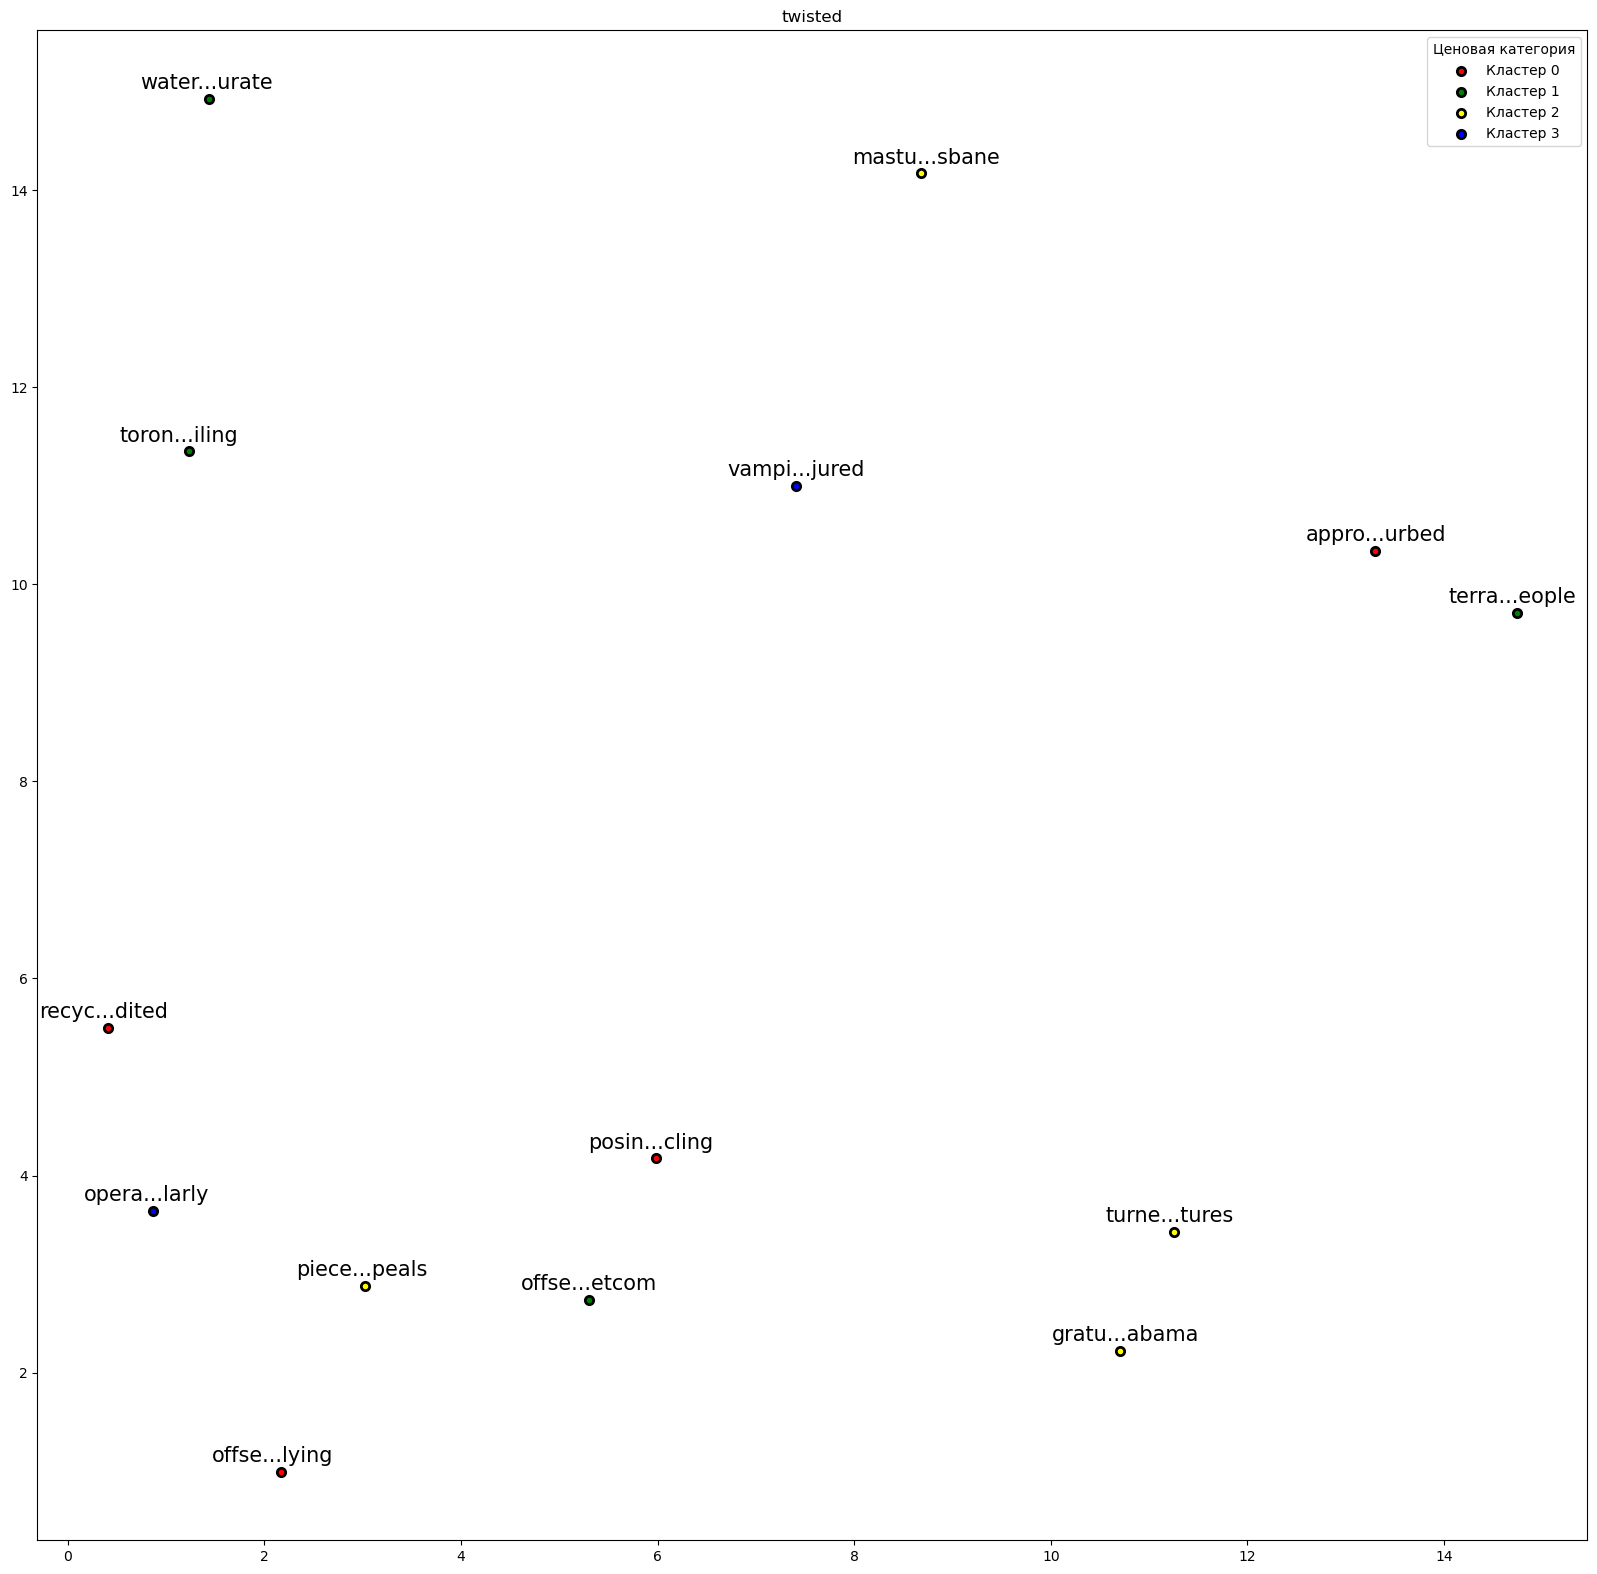 twisted
Ценовая категория
Кластер 0
Кластер 1
Кластер 2
Кластер 3
water...urate
mastu...sbane
toron...iling
vampi...jured
appro...urbed
terra...eople
recyc...dited
posin...cling
opera...larly
turne...tures
piece...peals
offse...etcom
gratu...abama
offse...lying
14
12
10
8
6
4
2
0 2 4 6 8 10 12 14